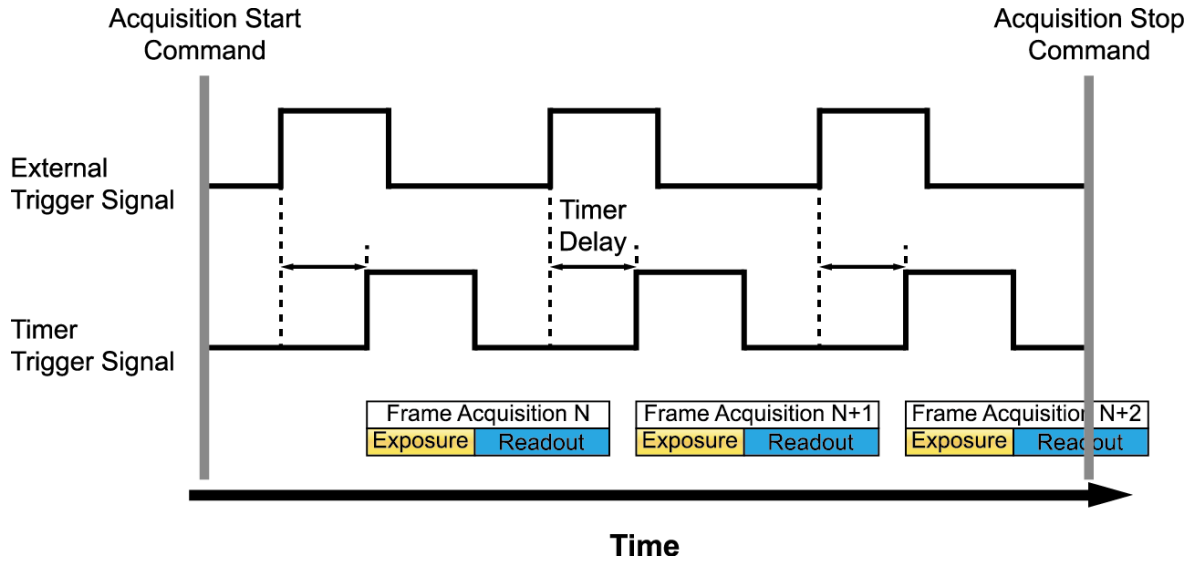 Acquisition Start
Command
Acquisition Stop
Command
External
Trigger Signal
Timer
Delay
Timer
Trigger Signal
Frame Acquisition N
Frame Acquisition N+1
Frame Acquisition N+2
Exposure
Readout
Exposure
Readout
Exposure
Readout
Time